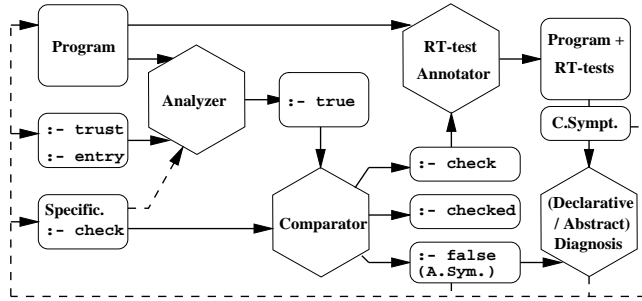 Program
Analyzer
:- true
RT-test
Annotator
Program +
RT-tests
:- trust
:- entry
C.Sympt.
:- check
Specific.
:- check
Comparator
:- checked
(Declarative
/ Abstract)
Diagnosis
:- false
(A.Sym.)